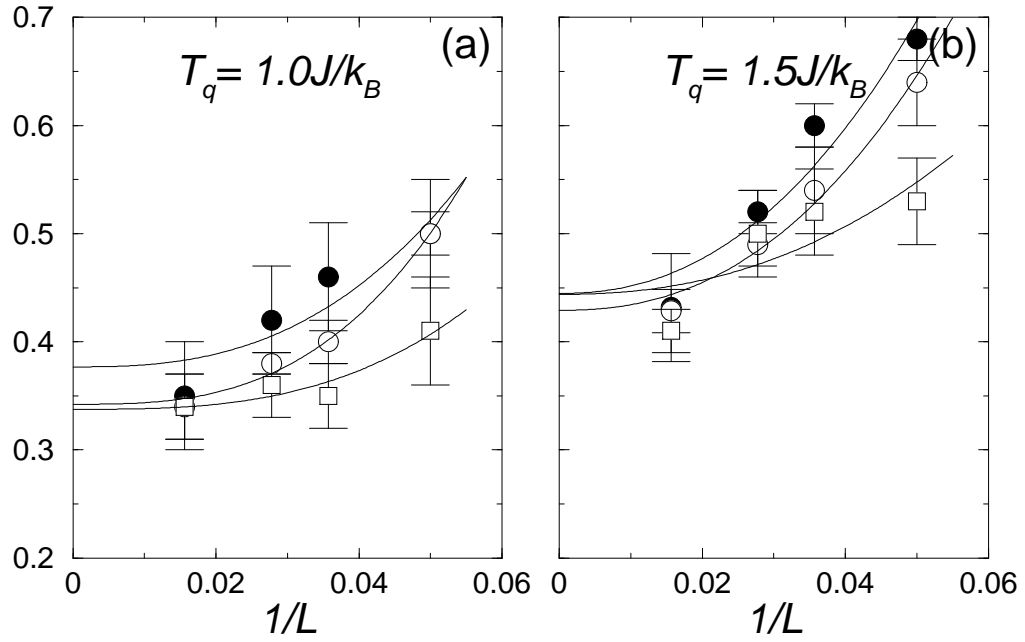 0.7
0.6
0.5
0.4
0.3
0.2
(a)
T_q = 1.0J/k_B
0 0.02 0.04 0.06
1/L
(b)
T_q = 1.5J/k_B
0 0.02 0.04 0.06
1/L